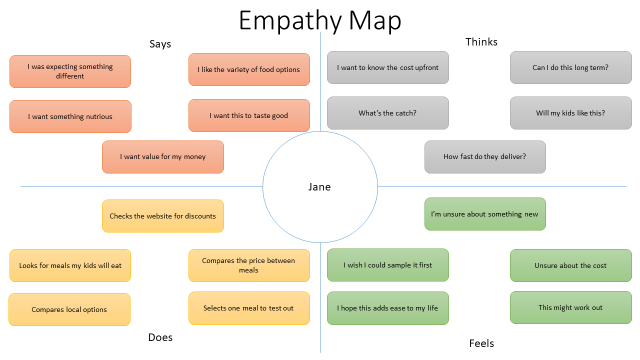 Empathy Map
Says
Thinks
I was expecting something
different
I like the variety of food options
I want something nutrious
I want this to taste good
I want value for my money
I want to know the cost upfront
Can I do this long term?
What's the catch?
Will my kids like this?
How fast do they deliver?
Jane
Checks the website for discounts
Looks for meals my kids will eat
Compares the price between
meals
Compares local options
Selects one meal to test out
I'm unsure about something new
I wish I could sample it first
Unsure about the cost
I hope this adds ease to my life
This might work out
Does
Feels